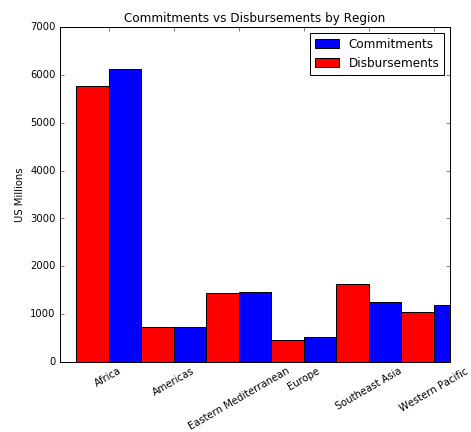 Commitments vs Disbursements by Region
7000
6000
5000
4000
3000
2000
1000
0
US Millions
Commitments
Disbursements
Africa
Americas
Eastern Mediterranean
Europe
Southeast Asia
Western Pacific